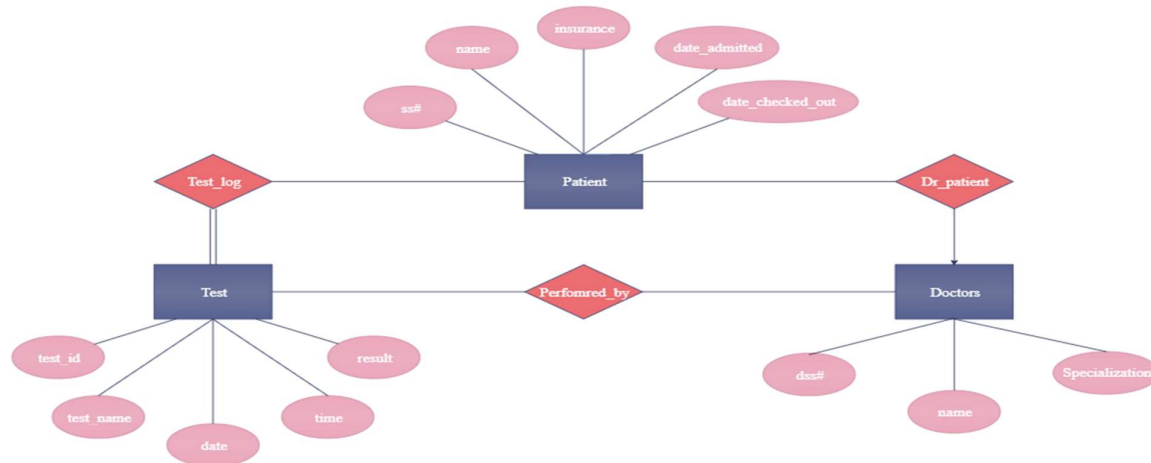 insurance
name
date_admitted
ss#
date_checked_out
Test_log
Patient
Dr_patient
Test
Perfomred_by
Doctors
test_id
result
dss#
Specialization
test_name
time
name
date